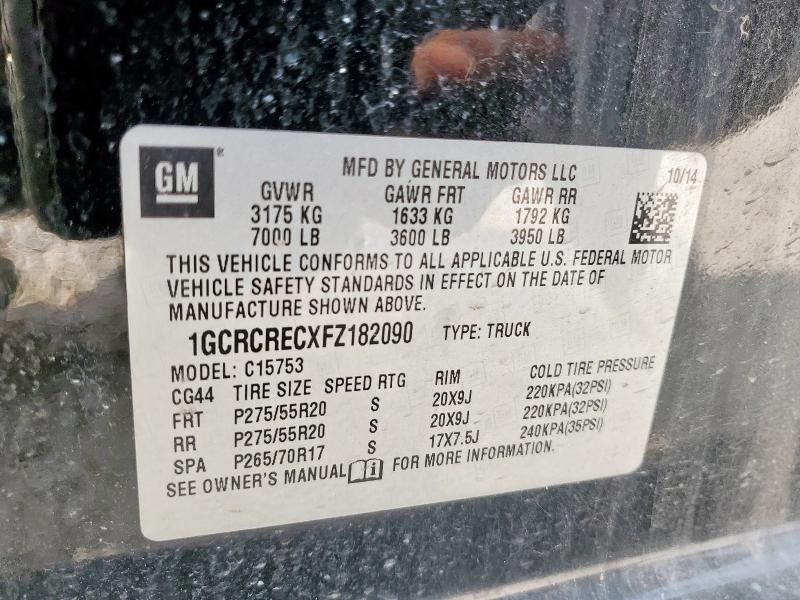 GM
MFD BY GENERAL MOTORS LLC
10/14
GVWR GAWR FRT GAWR RR
3175 KG 1633 KG 1792 KG
7000 LB 3600 LB 3950 LB
THIS VEHICLE CONFORMS TO ALL APPLICABLE U.S. FEDERAL MOTOR
VEHICLE SAFETY STANDARDS IN EFFECT ON THE DATE OF
MANUFACTURE SHOWN ABOVE.
1GCRCRECXFZ182090 TYPE: TRUCK
MODEL: C15753
CG44 TIRE SIZE SPEED RTG RIM COLD TIRE PRESSURE
FRT P275/55R20 S 20X9J 220KPA(32PSI)
RR P275/55R20 S 20X9J 220KPA(32PSI)
SPA P265/70R17 S 17X7.5J 240KPA(35PSI)
SEE OWNER'S MANUAL FOR MORE INFORMATION.